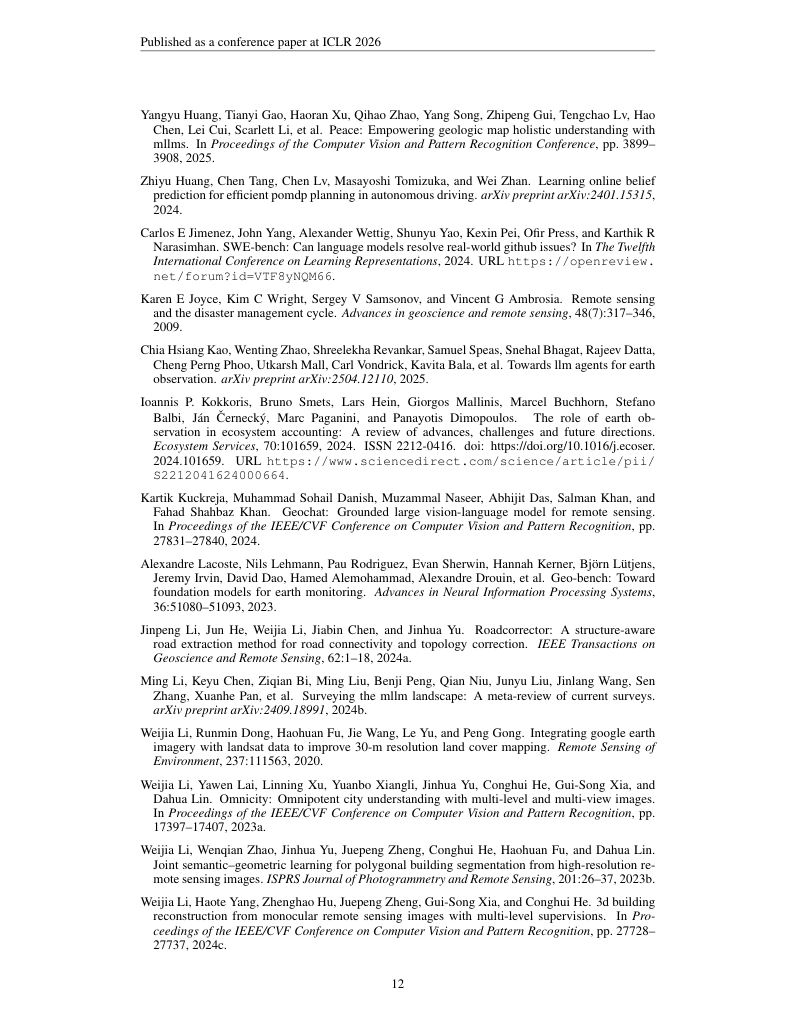 Published as a conference paper at ICLR 2026
Yangyu Huang, Tianyi Gao, Haoran Xu, Qihao Zhao, Yang Song, Zhipeng Gui, Tengchao Lv, Hao
Chen, Lei Cui, Scarlett Li, et al. Peace: Empowering geologic map holistic understanding with
mllms. In Proceedings of the Computer Vision and Pattern Recognition Conference, pp. 3899–
3908, 2025.
Zhiyu Huang, Chen Tang, Chen Lv, Masayoshi Tomizuka, and Wei Zhan. Learning online belief
prediction for efficient pomdp planning in autonomous driving. arXiv preprint arXiv:2401.15315,
2024.
Carlos E Jimenez, John Yang, Alexander Wettig, Shunyu Yao, Kexin Pei, Ofir Press, and Karthik R
Narasimhan. SWE-bench: Can language models resolve real-world github issues? In The Twelfth
International Conference on Learning Representations, 2024. URL https://openreview.
net/forum?id=VTF8yNQM66.
Karen E Joyce, Kim C Wright, Sergey V Samsonov, and Vincent G Ambrosia. Remote sensing
and the disaster management cycle. Advances in geoscience and remote sensing, 48(7):317–346,
2009.
Chia Hsiang Kao, Wenting Zhao, Shreelekha Revankar, Samuel Speas, Snehal Bhagat, Rajeev Datta,
Cheng Perng Phoo, Utkarsh Mall, Carl Vondrick, Kavita Bala, et al. Towards llm agents for earth
observation. arXiv preprint arXiv:2504.12110, 2025.
Ioannis P. Kokkoris, Bruno Smets, Lars Hein, Giorgos Mallinis, Marcel Buchhorn, Stefano
Balbi, Ján Černecký, Marc Paganini, and Panayotis Dimopoulos. The role of earth ob-
servation in ecosystem accounting: A review of advances, challenges and future directions.
Ecosystem Services, 70:101659, 2024. ISSN 2212-0416. doi: https://doi.org/10.1016/j.ecoser.
2024.101659. URL https://www.sciencedirect.com/science/article/pii/
S2212041624000664.
Kartik Kuckreja, Muhammad Sohail Danish, Muzammal Naseer, Abhijit Das, Salman Khan, and
Fahad Shahbaz Khan. Geochat: Grounded large vision-language model for remote sensing.
In Proceedings of the IEEE/CVF Conference on Computer Vision and Pattern Recognition, pp.
27831–27840, 2024.
Alexandre Lacoste, Nils Lehmann, Pau Rodriguez, Evan Sherwin, Hannah Kerner, Björn Lütjens,
Jeremy Irvin, David Dao, Hamed Alemohammad, Alexandre Drouin, et al. Geo-bench: Toward
foundation models for earth monitoring. Advances in Neural Information Processing Systems,
36:51080–51093, 2023.
Jinpeng Li, Jun He, Weijia Li, Jiabin Chen, and Jinhua Yu. Roadcorrector: A structure-aware
road extraction method for road connectivity and topology correction. IEEE Transactions on
Geoscience and Remote Sensing, 62:1–18, 2024a.
Ming Li, Keyu Chen, Ziqian Bi, Ming Liu, Benji Peng, Qian Niu, Junyu Liu, Jinlang Wang, Sen
Zhang, Xuanhe Pan, et al. Surveying the mllm landscape: A meta-review of current surveys.
arXiv preprint arXiv:2409.18991, 2024b.
Weijia Li, Runmin Dong, Haohuan Fu, Jie Wang, Le Yu, and Peng Gong. Integrating google earth
imagery with landsat data to improve 30-m resolution land cover mapping. Remote Sensing of
Environment, 237:111563, 2020.
Weijia Li, Yawen Lai, Linning Xu, Yuanbo Xiangli, Jinhua Yu, Conghui He, Gui-Song Xia, and
Dahua Lin. Omnicity: Omnipotent city understanding with multi-level and multi-view images.
In Proceedings of the IEEE/CVF Conference on Computer Vision and Pattern Recognition, pp.
17397–17407, 2023a.
Weijia Li, Wenqian Zhao, Jinhua Yu, Juepeng Zheng, Conghui He, Haohuan Fu, and Dahua Lin.
Joint semantic–geometric learning for polygonal building segmentation from high-resolution re-
mote sensing images. ISPRS Journal of Photogrammetry and Remote Sensing, 201:26–37, 2023b.
Weijia Li, Haote Yang, Zhenghao Hu, Juepeng Zheng, Gui-Song Xia, and Conghui He. 3d building
reconstruction from monocular remote sensing images with multi-level supervisions. In Pro-
ceedings of the IEEE/CVF Conference on Computer Vision and Pattern Recognition, pp. 27728–
27737, 2024c.
12